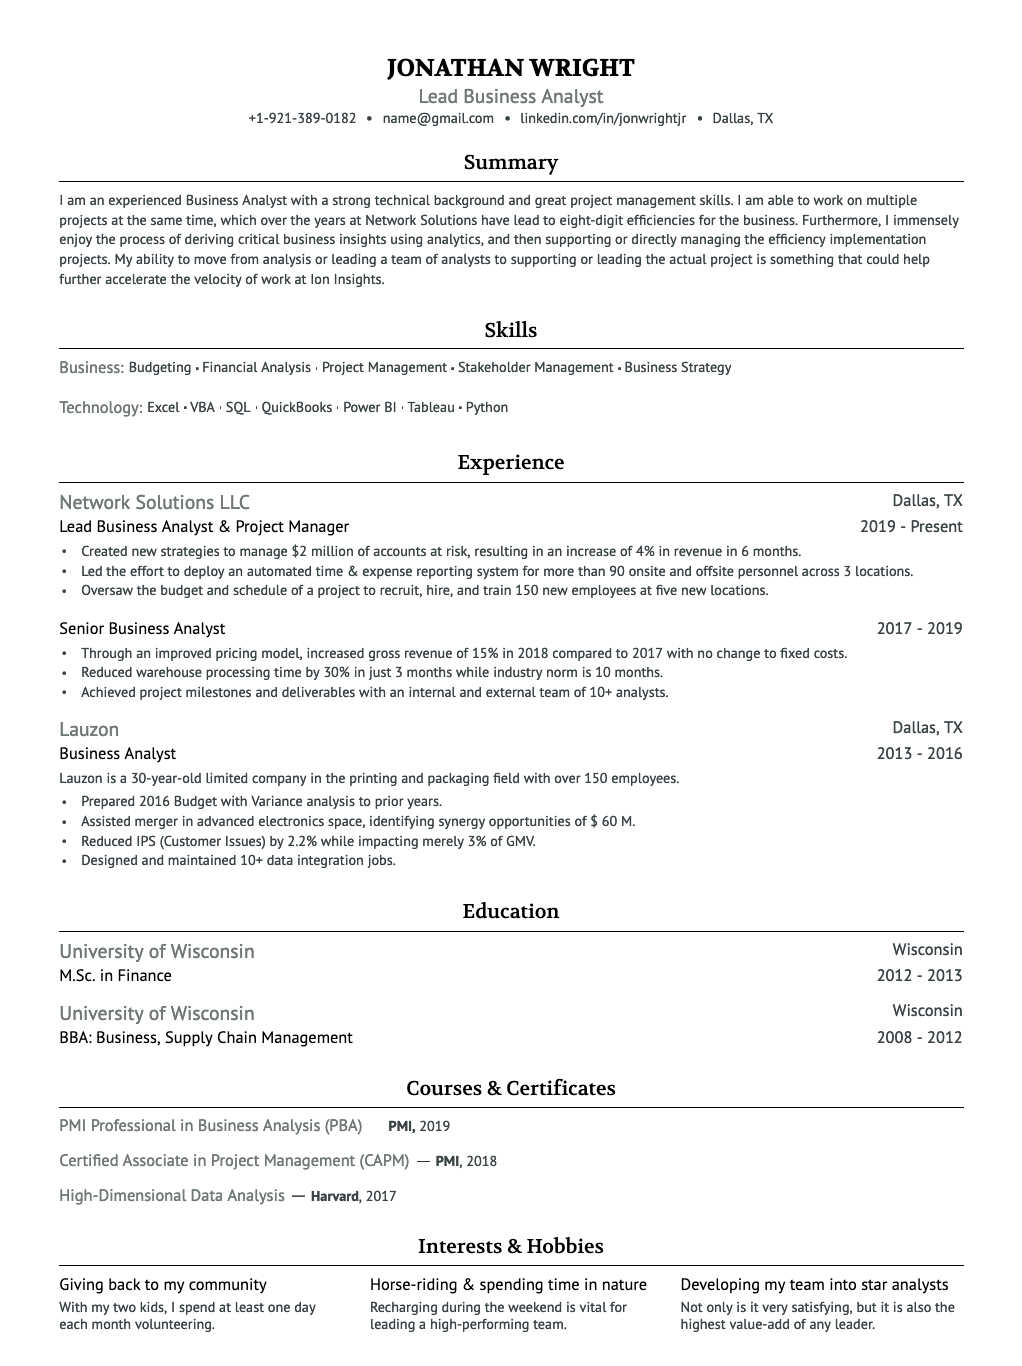 JONATHAN WRIGHT
Lead Business Analyst
+1-921-389-0182 • name@gmail.com • linkedin.com/in/jonwrightjr • Dallas, TX
Summary
I am an experienced Business Analyst with a strong technical background and great project management skills. I am able to work on multiple
projects at the same time, which over the years at Network Solutions have lead to eight-digit efficiencies for the business. Furthermore, I immensely
enjoy the process of deriving critical business insights using analytics, and then supporting or directly managing the efficiency implementation
projects. My ability to move from analysis or leading a team of analysts to supporting or leading the actual project is something that could help
further accelerate the velocity of work at Ion Insights.
Skills
Business: Budgeting • Financial Analysis · Project Management • Stakeholder Management • Business Strategy
Technology: Excel • VBA · SQL · QuickBooks · Power BI · Tableau • Python
Experience
Network Solutions LLC Dallas, TX
Lead Business Analyst & Project Manager 2019 - Present
• Created new strategies to manage $2 million of accounts at risk, resulting in an increase of 4% in revenue in 6 months.
• Led the effort to deploy an automated time & expense reporting system for more than 90 onsite and offsite personnel across 3 locations.
• Oversaw the budget and schedule of a project to recruit, hire, and train 150 new employees at five new locations.
Senior Business Analyst 2017 - 2019
• Through an improved pricing model, increased gross revenue of 15% in 2018 compared to 2017 with no change to fixed costs.
• Reduced warehouse processing time by 30% in just 3 months while industry norm is 10 months.
• Achieved project milestones and deliverables with an internal and external team of 10+ analysts.
Lauzon Dallas, TX
Business Analyst 2013 - 2016
Lauzon is a 30-year-old limited company in the printing and packaging field with over 150 employees.
• Prepared 2016 Budget with Variance analysis to prior years.
• Assisted merger in advanced electronics space, identifying synergy opportunities of $ 60 M.
• Reduced IPS (Customer Issues) by 2.2% while impacting merely 3% of GMV.
• Designed and maintained 10+ data integration jobs.
Education
University of Wisconsin Wisconsin
M.Sc. in Finance 2012 - 2013
University of Wisconsin Wisconsin
BBA: Business, Supply Chain Management 2008 - 2012
Courses & Certificates
PMI Professional in Business Analysis (PBA) PMI, 2019
Certified Associate in Project Management (CAPM) — PMI, 2018
High-Dimensional Data Analysis — Harvard, 2017
Interests & Hobbies
Giving back to my community
With my two kids, I spend at least one day
each month volunteering.
Horse-riding & spending time in nature
Recharging during the weekend is vital for
leading a high-performing team.
Developing my team into star analysts
Not only is it very satisfying, but it is also the
highest value-add of any leader.